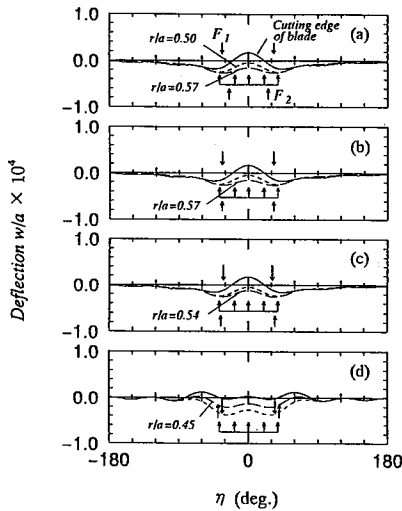 1.0
r/a=0.50
F1
Cutting edge
of blade
(a)
0.0
r/a=0.57
F2
-1.0
1.0
(b)
0.0
r/a=0.57
-1.0
1.0
(c)
0.0
r/a=0.54
-1.0
1.0
(d)
0.0
r/a=0.45
-1.0
-180
0
180
η (deg.)
Deflection w/a × 10^4